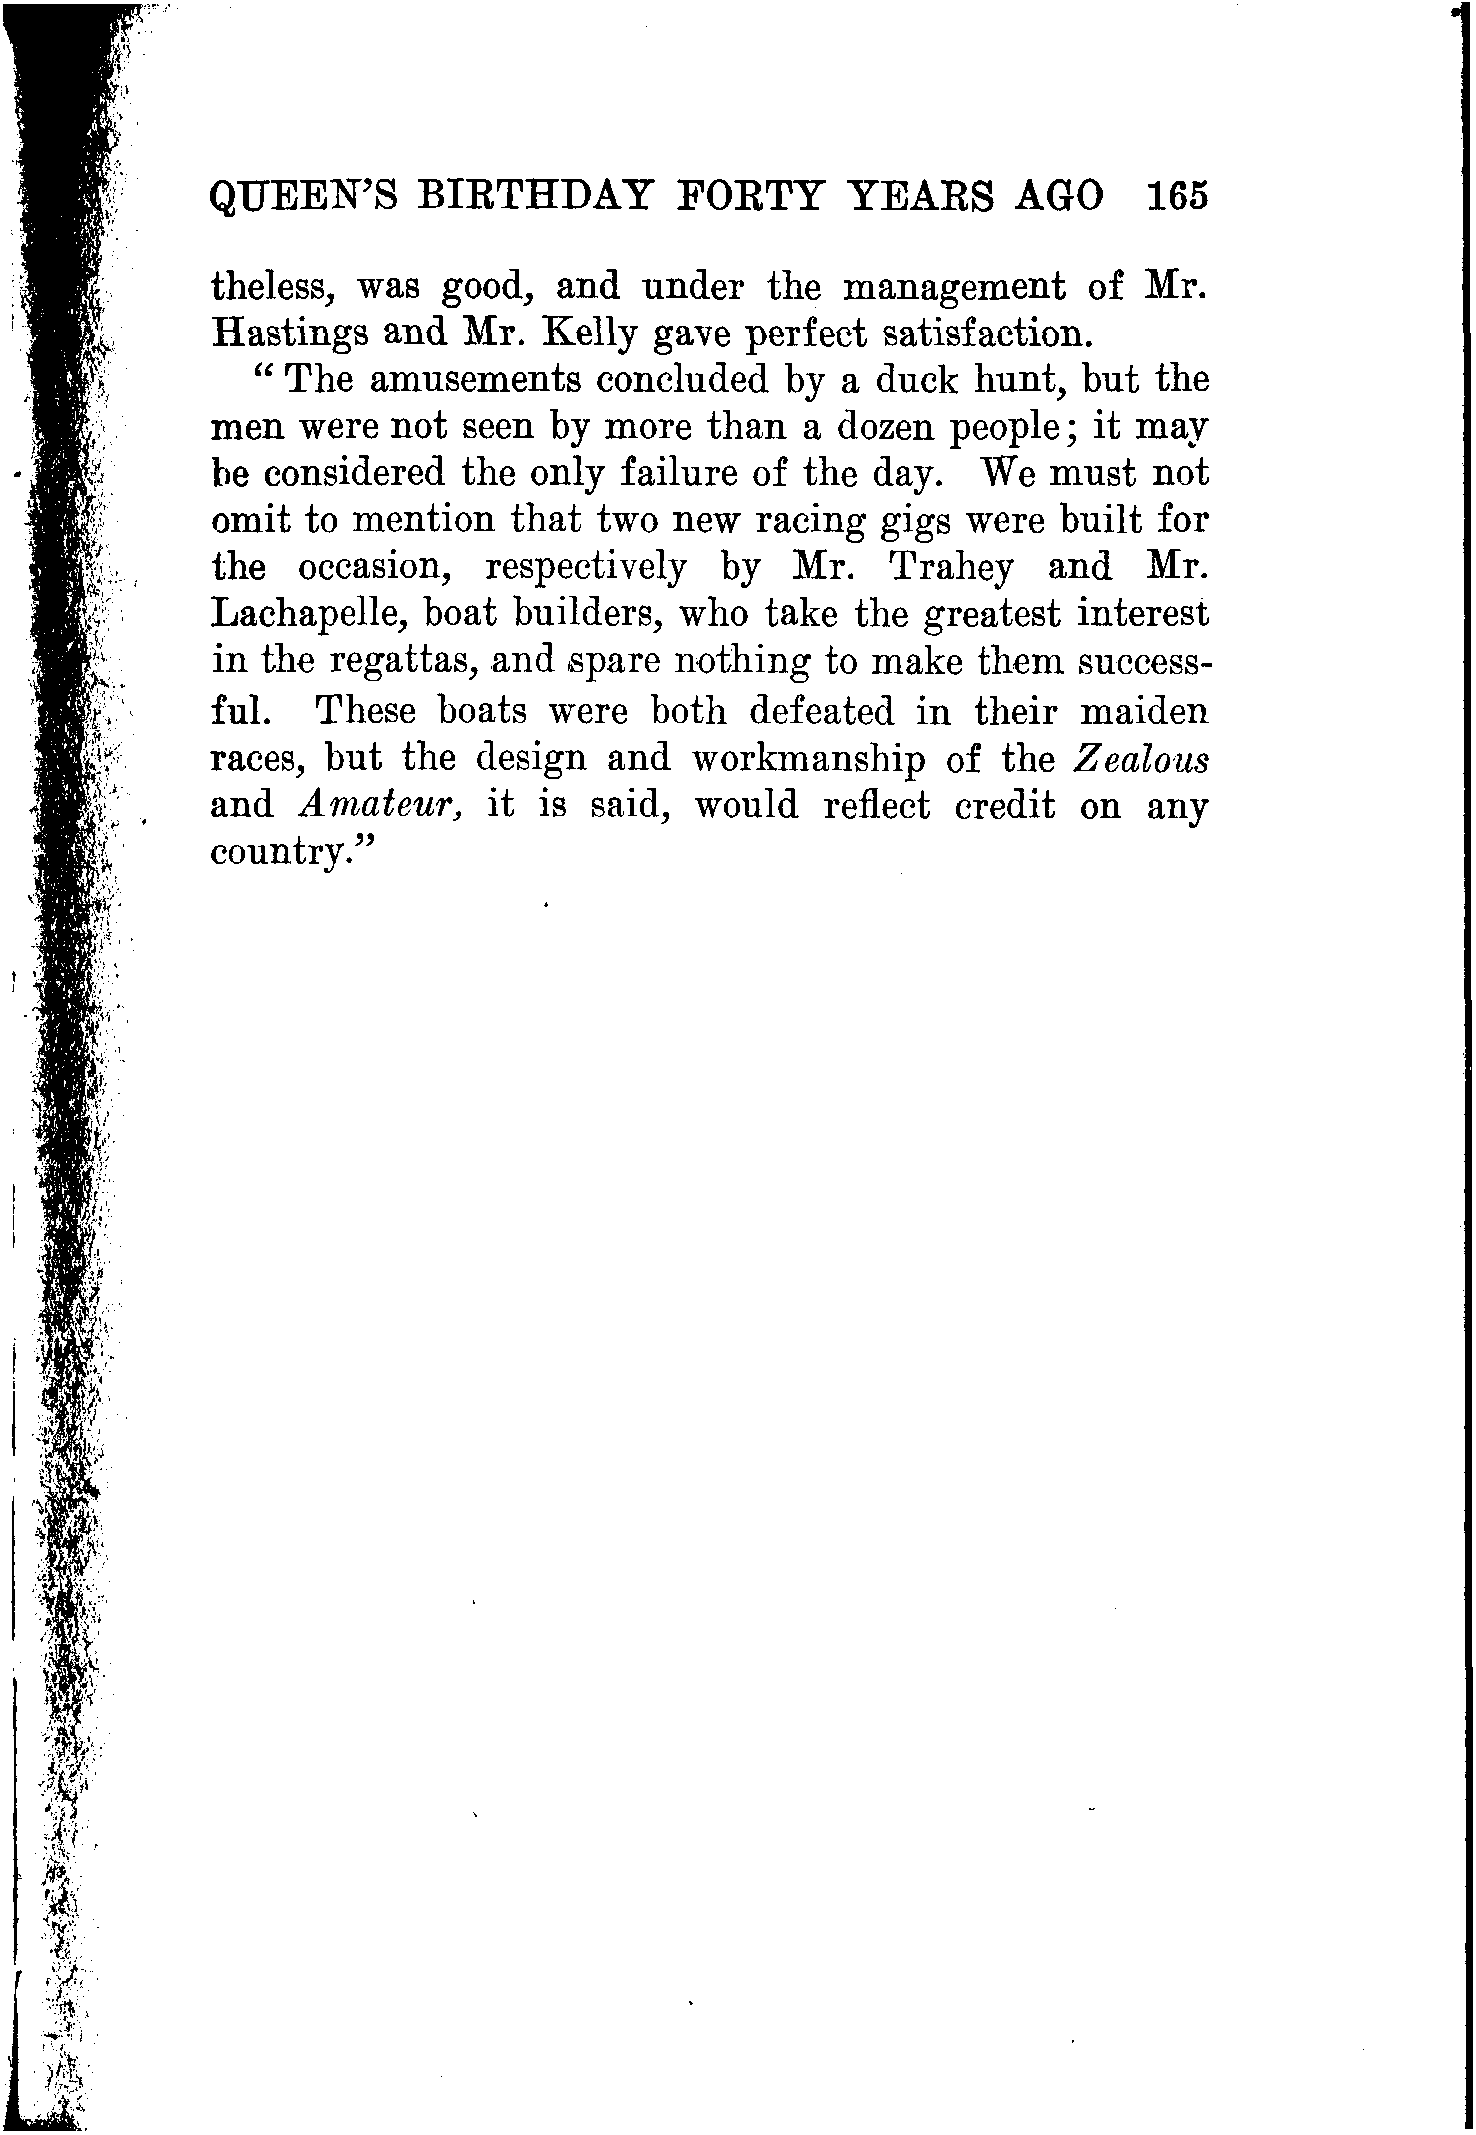 QUEEN'S BIRTHDAY FORTY YEARS AGO 165
theless, was good, and under the management of Mr.
Hastings and Mr. Kelly gave perfect satisfaction.
“ The amusements concluded by a duck hunt, but the
men were not seen by more than a dozen people; it may
be considered the only failure of the day. We must not
omit to mention that two new racing gigs were built for
the occasion, respectively by Mr. Trahey and Mr.
Lachapelle, boat builders, who take the greatest interest
in the regattas, and spare nothing to make them success-
ful. These boats were both defeated in their maiden
races, but the design and workmanship of the Zealous
and Amateur, it is said, would reflect credit on any
country.”